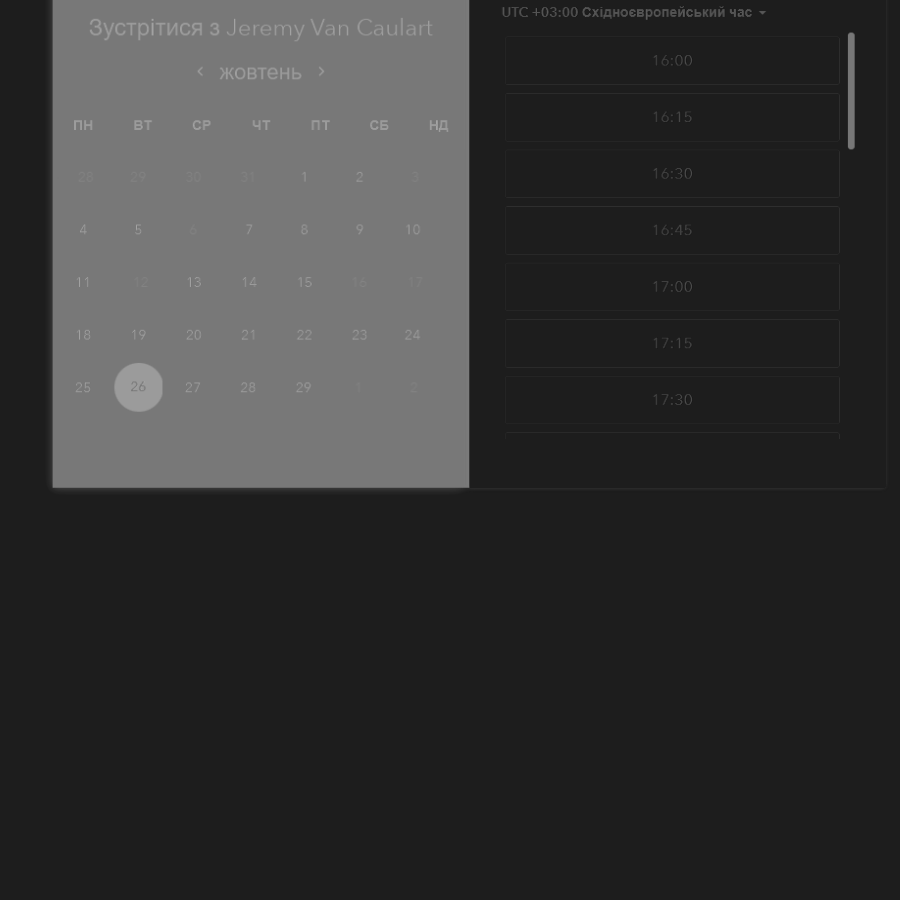 Зустрітися з Jeremy Van Caulart
‹ жовтень ›
ПН ВТ СР ЧТ ПТ СБ НД
28 29 30 31 1 2 3
4 5 6 7 8 9 10
11 12 13 14 15 16 17
18 19 20 21 22 23 24
25 26 27 28 29 1 2
UTC +03:00 Східноєвропейський час
16:00
16:15
16:30
16:45
17:00
17:15
17:30